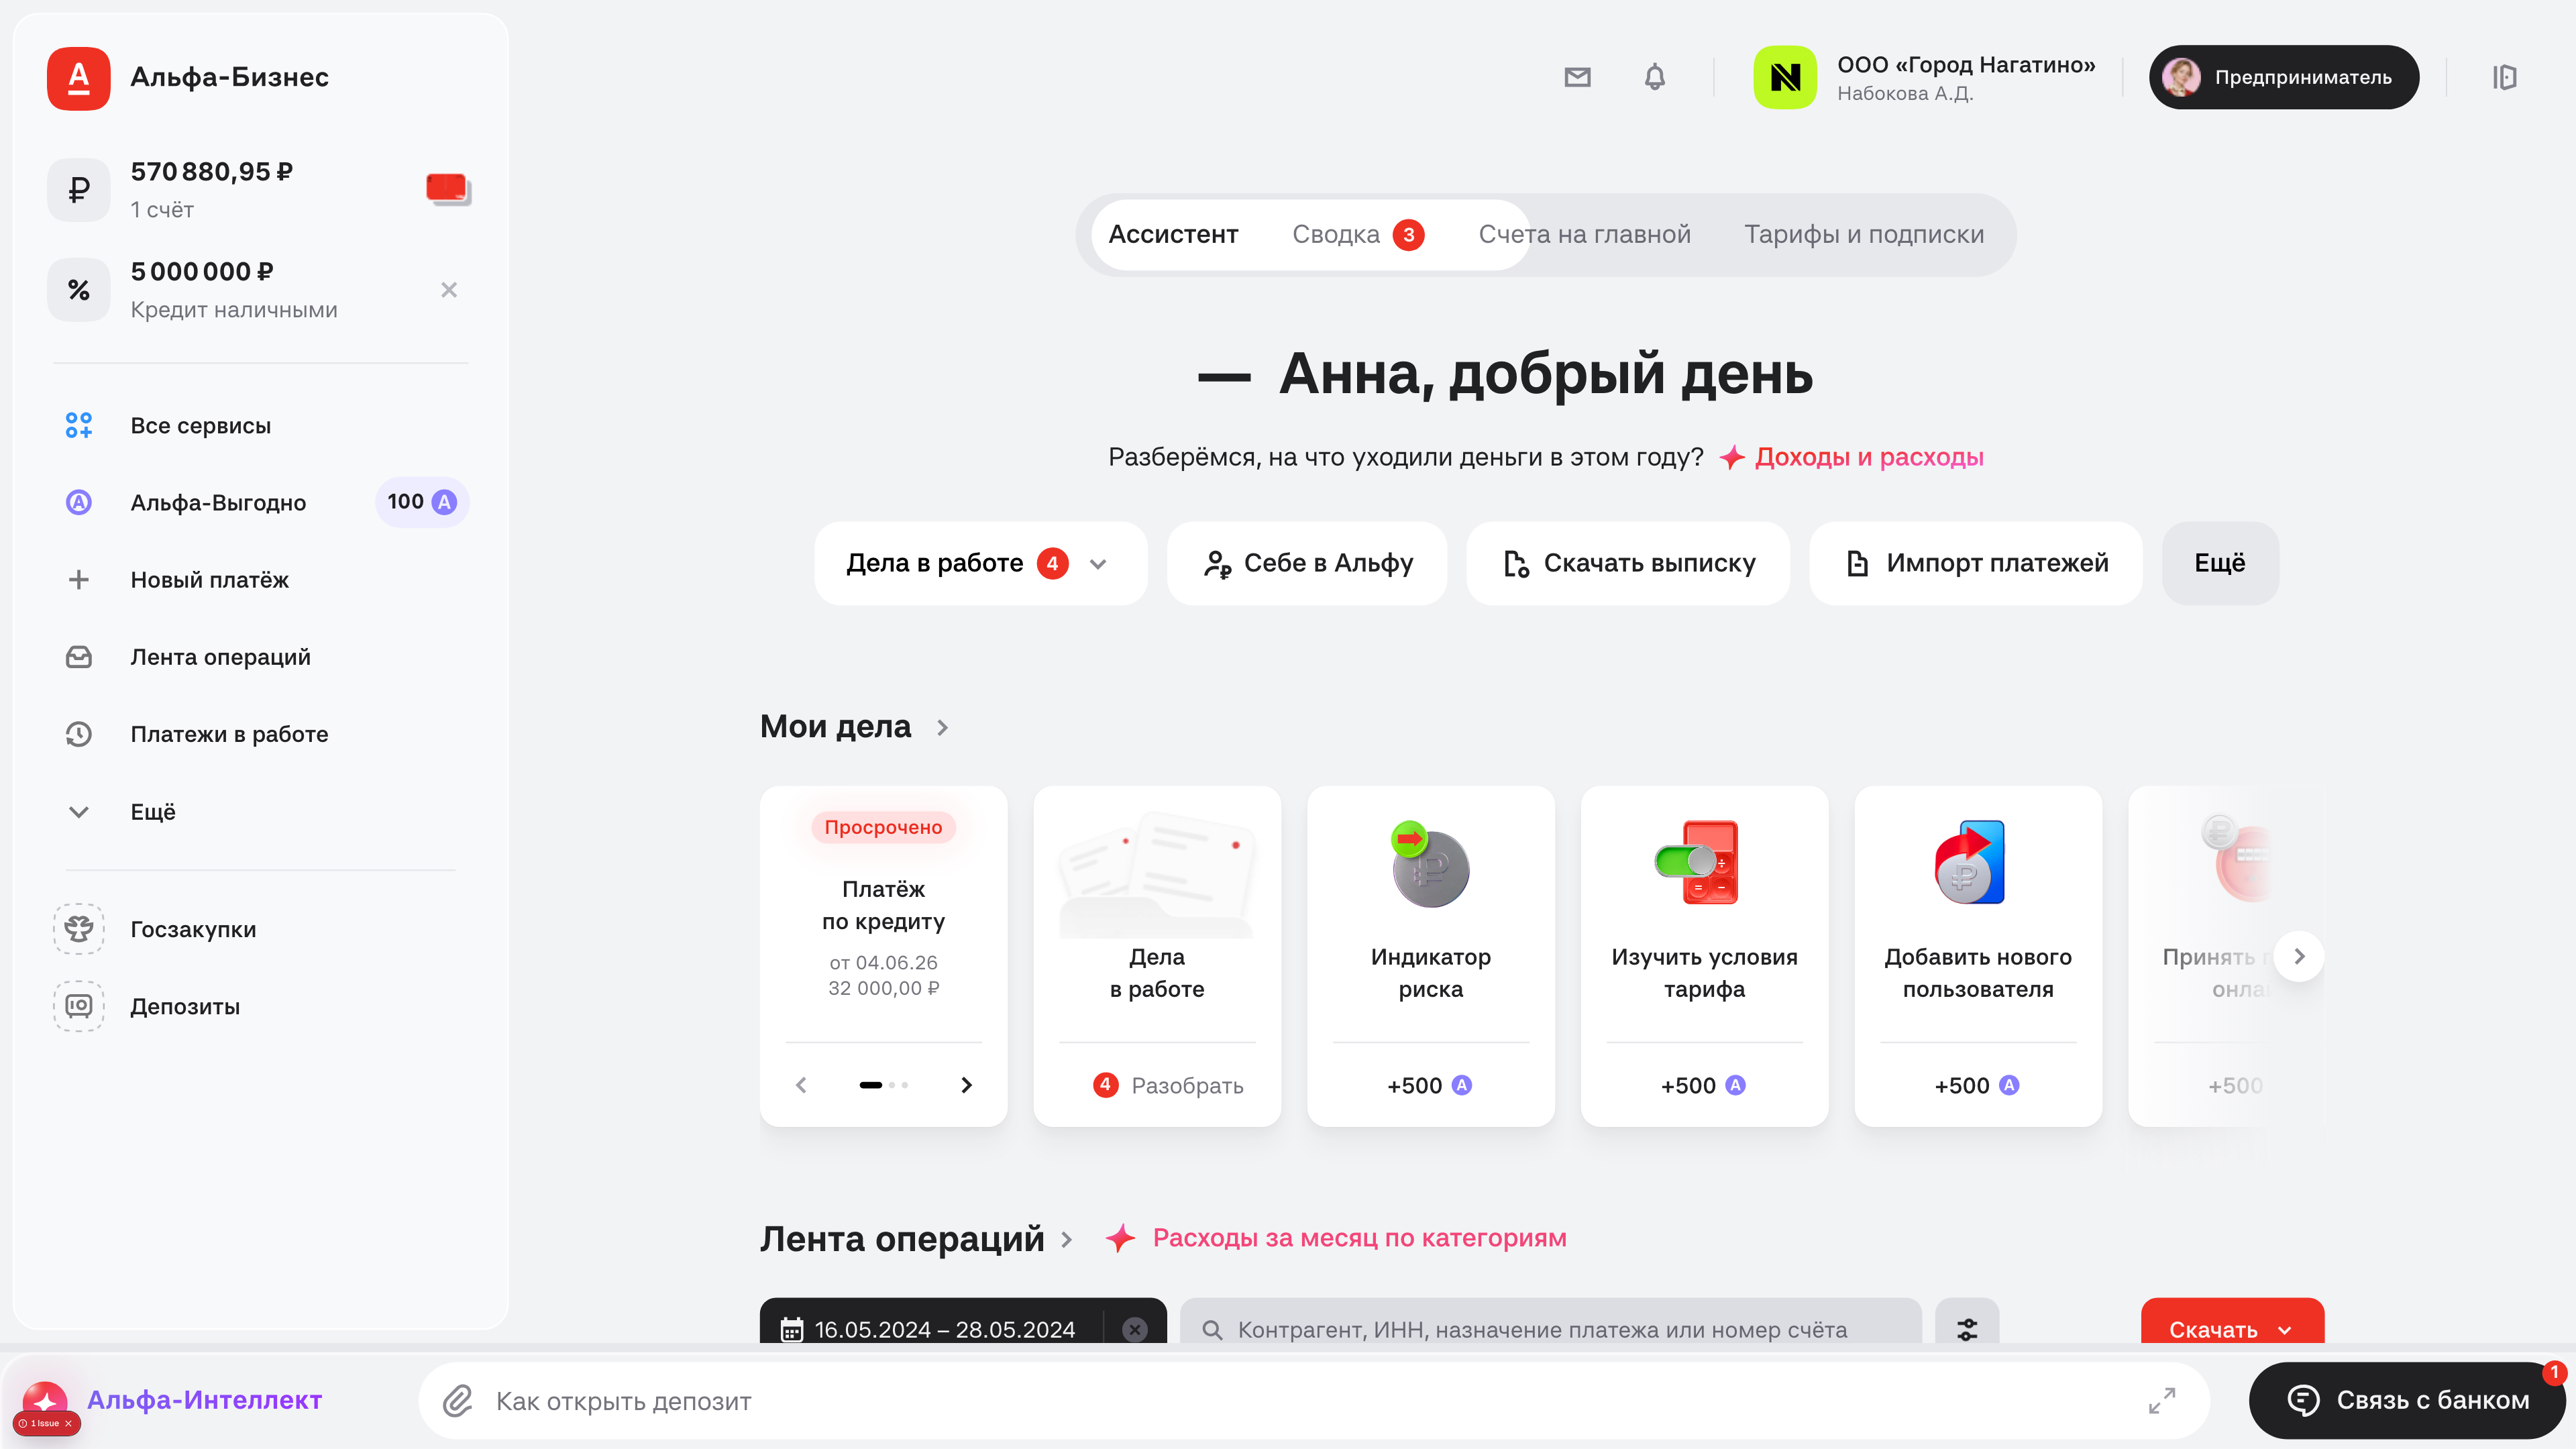 Альфа-Бизнес
570 880,95 ₽
1 счёт
5 000 000 ₽
Кредит наличными
Все сервисы
Альфа-Выгодно
100 A
Новый платёж
Лента операций
Платежи в работе
Ещё
Госзакупки
Депозиты
ООО «Город Нагатино»
Набокова А.Д.
Предприниматель
Ассистент
Сводка 3
Счета на главной
Тарифы и подписки
— Анна, добрый день
Разберёмся, на что уходили деньги в этом году? Доходы и расходы
Дела в работе 4
Себе в Альфу
Скачать выписку
Импорт платежей
Ещё
Мои дела
Просрочено
Платёж
по кредиту
от 04.06.26
32 000,00 ₽
Дела
в работе
4 Разобрать
Индикатор
риска
+500 A
Изучить условия
тарифа
+500 A
Добавить нового
пользователя
+500 A
Принять
+500
Лента операций
Расходы за месяц по категориям
16.05.2024 – 28.05.2024
Контрагент, ИНН, назначение платежа или номер счёта
Скачать
Альфа-Интеллект
1 Issue
Как открыть депозит
Связь с банком
1